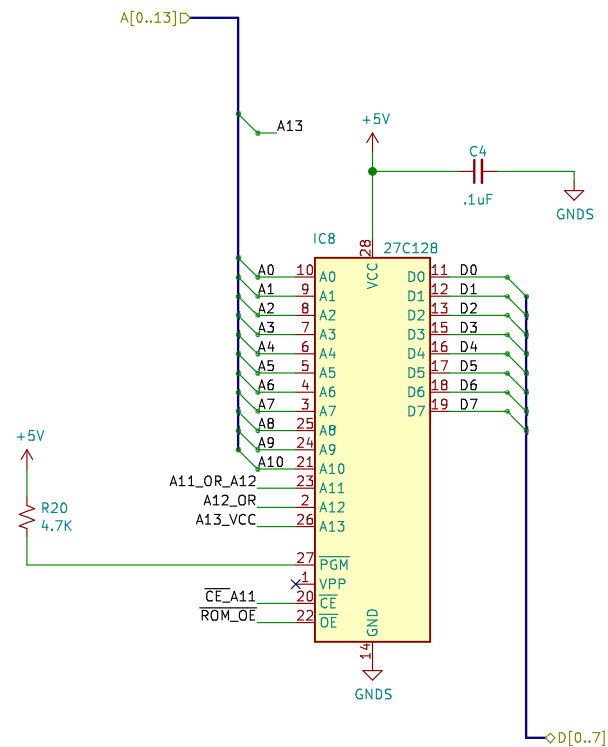 A[0..13]
A13
+5V
C4
.1uF
GNDS
IC8
27C128
28
VCC
A0 10 A0 D0 11 D0
A1 9 A1 D1 12 D1
A2 8 A2 D2 13 D2
A3 7 A3 D3 15 D3
A4 6 A4 D4 16 D4
A5 5 A5 D5 17 D5
A6 4 A6 D6 18 D6
A7 3 A7 D7 19 D7
A8 25 A8
A9 24 A9
A10 21 A10
A11_OR_A12 23 A11
A12_OR 2 A12
A13_VCC 26 A13
+5V
R20
4.7K
27 PGM
1 VPP
CE_A11 20 CE
ROM_OE 22 OE
GND
14
GNDS
D[0..7]